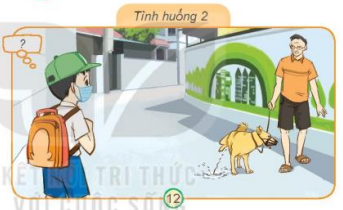 Tình huống 2
?
KẾT NỐI TRI THỨC
VỚI CUỘC SỐNG
12